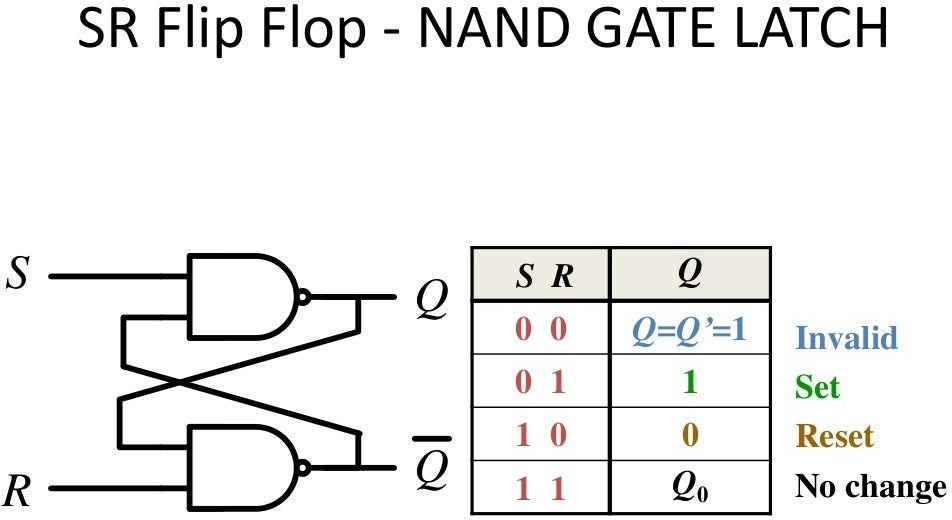 SR Flip Flop - NAND GATE LATCH
S
Q
R
Q̅
S R Q
0 0 Q=Q’=1 Invalid
0 1 1 Set
1 0 0 Reset
1 1 Q₀ No change